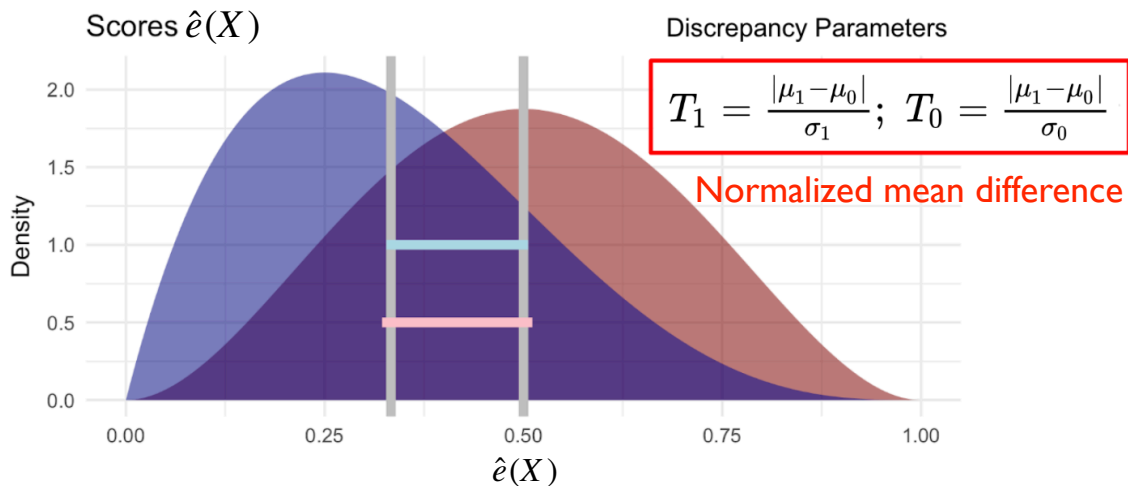 Scores ê(X)
Discrepancy Parameters
T₁ = |μ₁−μ₀|/σ₁; T₀ = |μ₁−μ₀|/σ₀
Normalized mean difference
Density
2.0
1.5
1.0
0.5
0.0
0.00 0.25 0.50 0.75 1.00
ê(X)